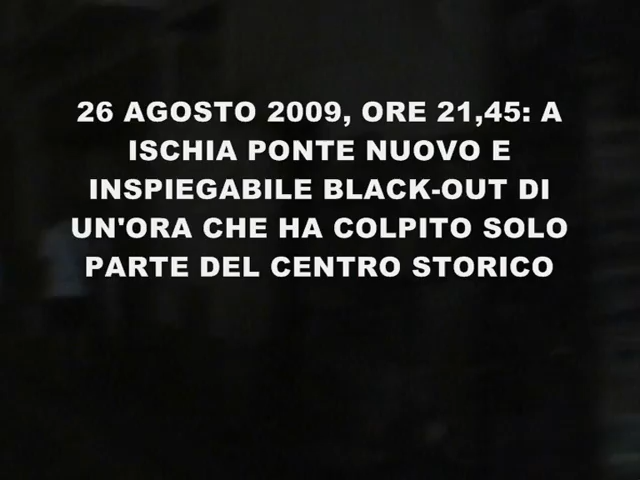 26 AGOSTO 2009, ORE 21,45: A
ISCHIA PONTE NUOVO E
INSPIEGABILE BLACK-OUT DI
UN'ORA CHE HA COLPITO SOLO
PARTE DEL CENTRO STORICO